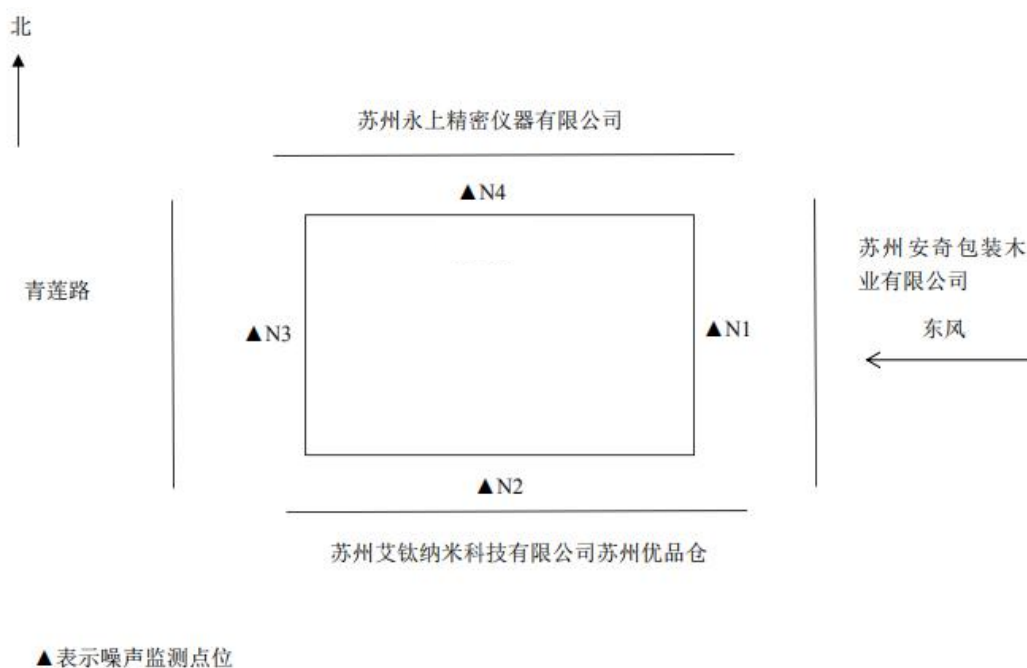 北
苏州永上精密仪器有限公司
▲N4
苏州安奇包装木
业有限公司
青莲路
▲N3
▲N1
东风
▲N2
苏州艾钛纳米科技有限公司苏州优品仓
▲表示噪声监测点位